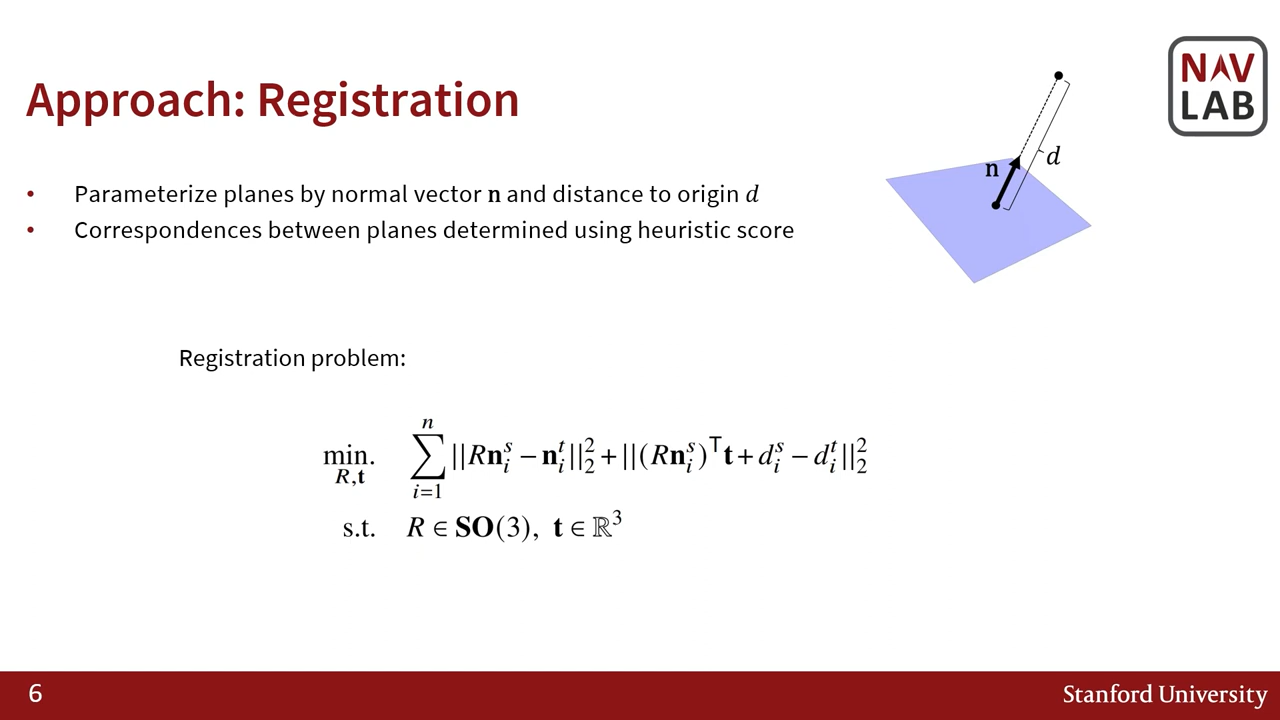 Approach: Registration
NAV
LAB
• Parameterize planes by normal vector n and distance to origin d
• Correspondences between planes determined using heuristic score
n
d
Registration problem:
min. R,t ∑ i=1 n ||Rn_i^s − n_i^t||_2^2 + ||(Rn_i^s)^⊤ t + d_i^s − d_i^t||_2^2
s.t. R ∈ SO(3), t ∈ ℝ^3
6
Stanford University